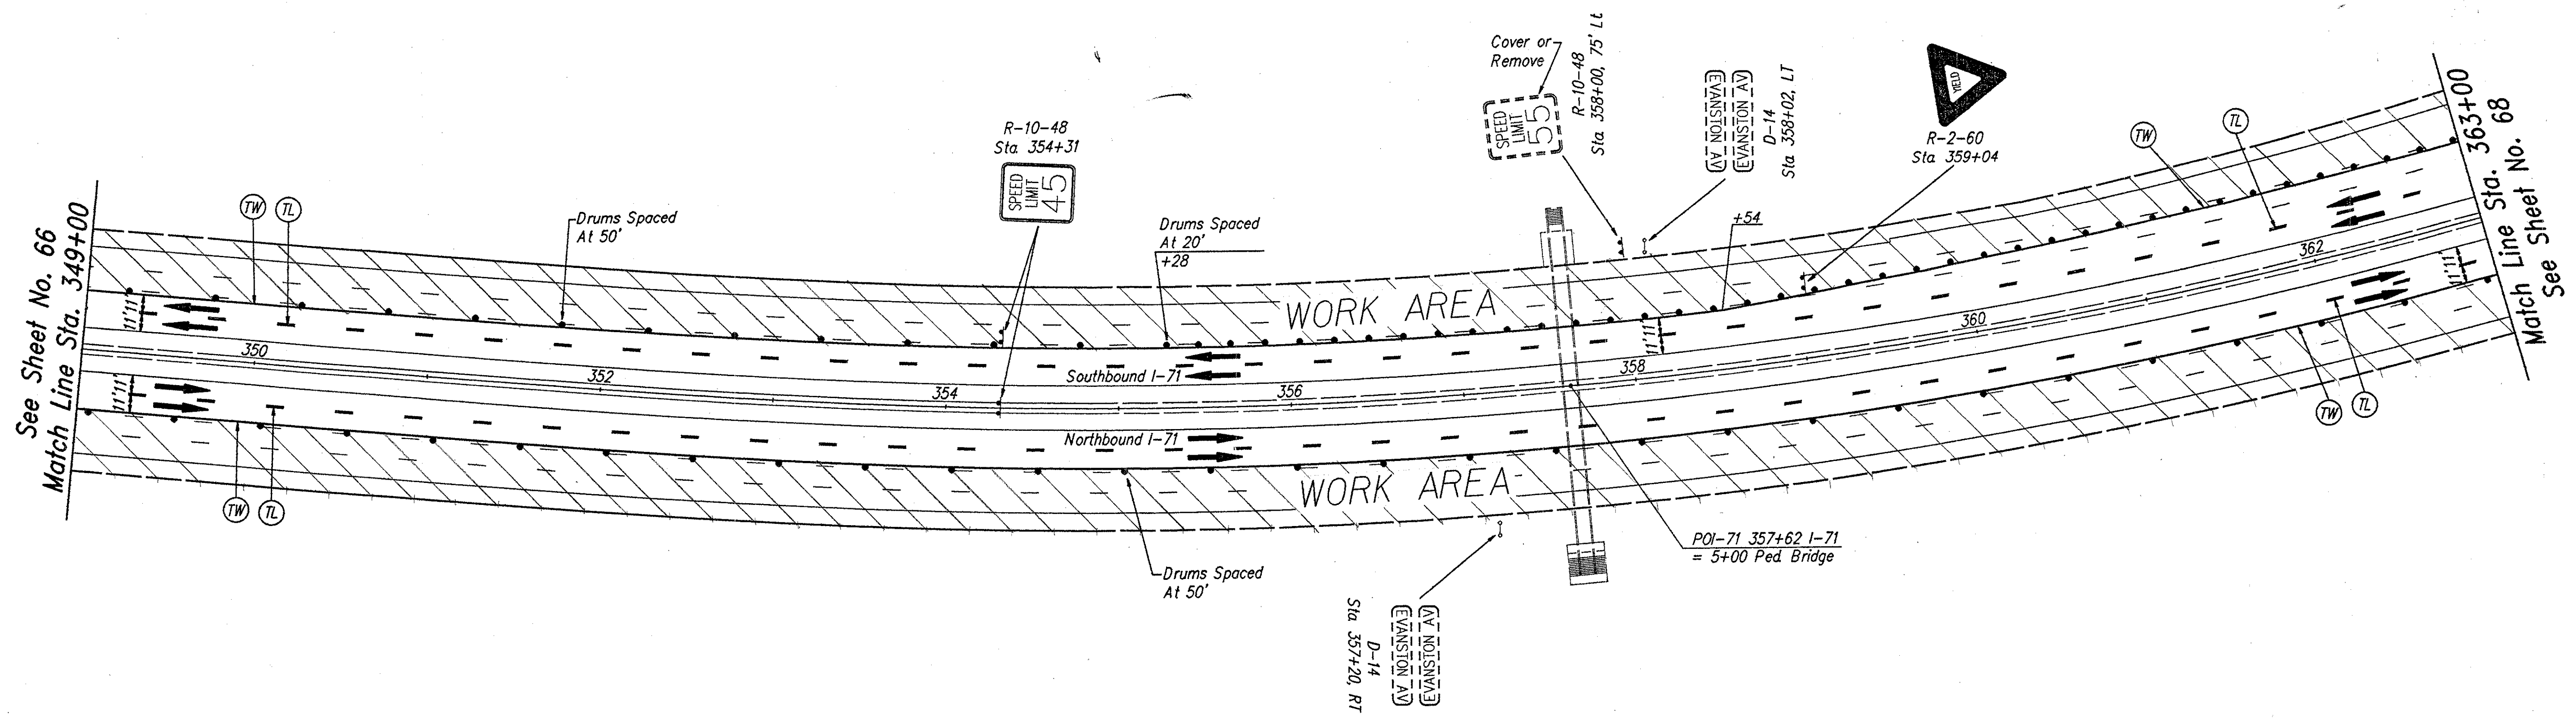 See Sheet No. 66
Match Line Sta. 349+00
TW
TL
11'
11'
350
11'
11'
TW
TL
Drums Spaced
At 50'
352
R-10-48
Sta. 354+31
SPEED
LIMIT
45
354
Drums Spaced
At 20'
+28
Southbound I-71
Northbound I-71
356
WORK AREA
WORK AREA
Drums Spaced
At 50'
Cover or
Remove
SPEED
LIMIT
55
R-10-48
Sta 358+00, 75' Lt
EVANSTON AV
EVANSTON AV
D-14
Sta 358+02, LT
YIELD
R-2-60
Sta 359+04
+54
11'
11'
358
360
362
POI-71 357+62 I-71
= 5+00 Ped. Bridge
EVANSTON AV
EVANSTON AV
D-14
Sta 357+20, RT
TW
TL
11'
11'
TW
TL
Match Line Sta. 363+00
See Sheet No. 68